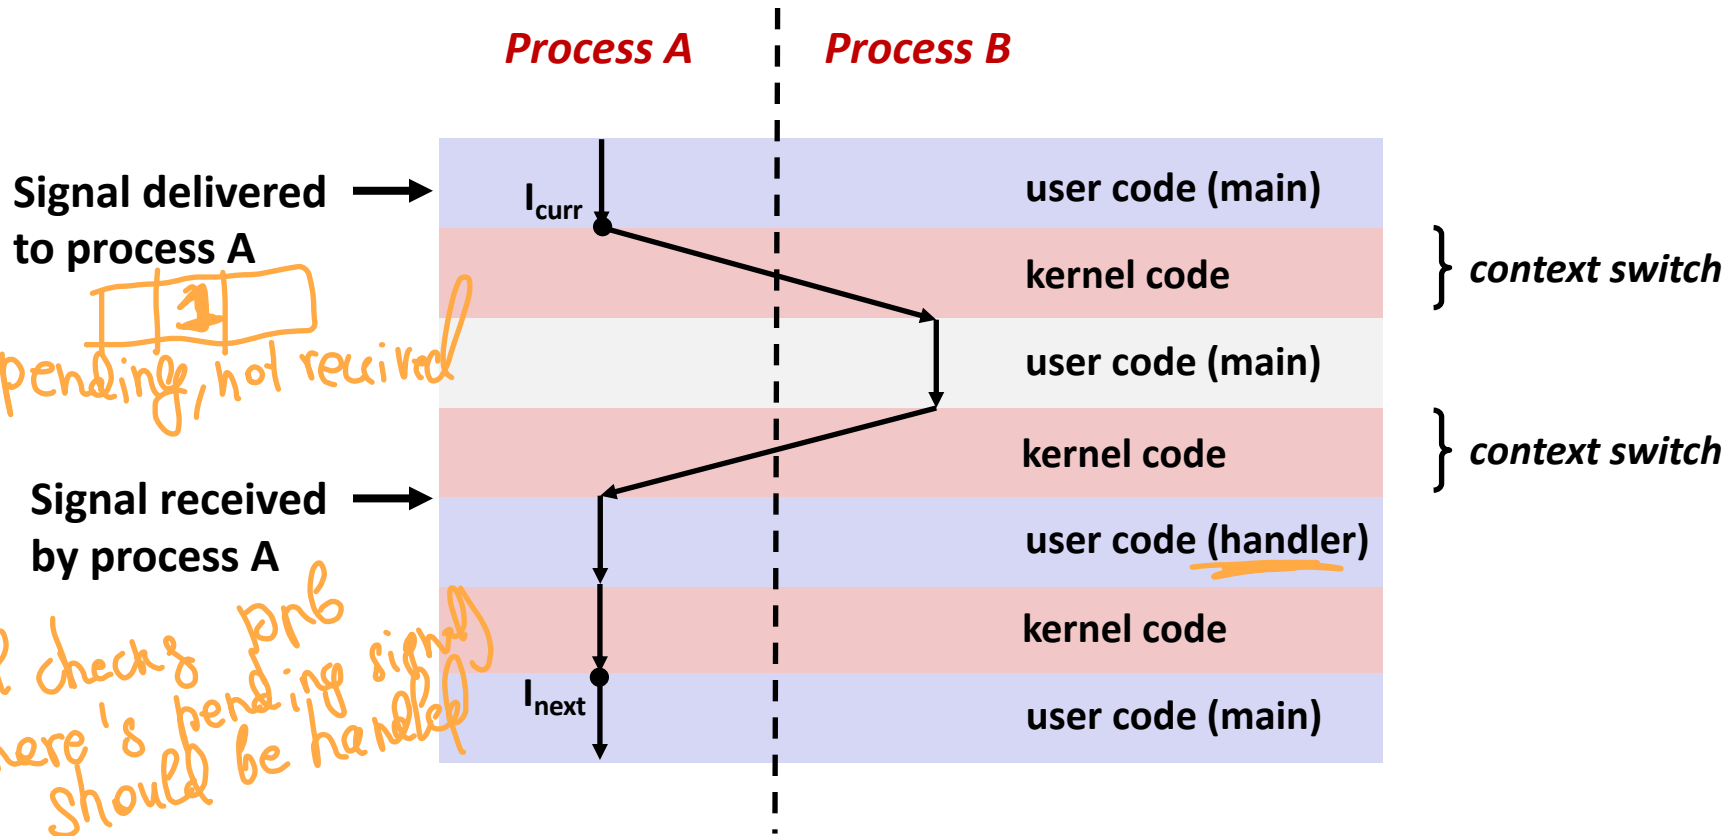 Process A
Process B
Signal delivered
to process A
I curr
user code (main)
kernel code
context switch
1
pending, not received
user code (main)
kernel code
context switch
Signal received
by process A
user code (handler)
checks pnb
kernel code
here's pending signal
should be handled
I next
user code (main)